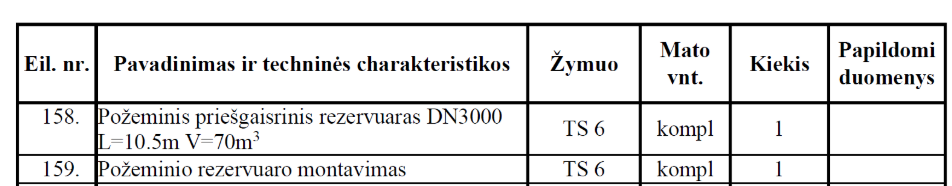 Eil. nr. Pavadinimas ir techninės charakteristikos Žymuo Mato vnt. Kiekis Papildomi duomenys
158. Požeminis priešgaisrinis rezervuaras DN3000 L=10.5m V=70m³ TS 6 kompl 1
159. Požeminio rezervuaro montavimas TS 6 kompl 1